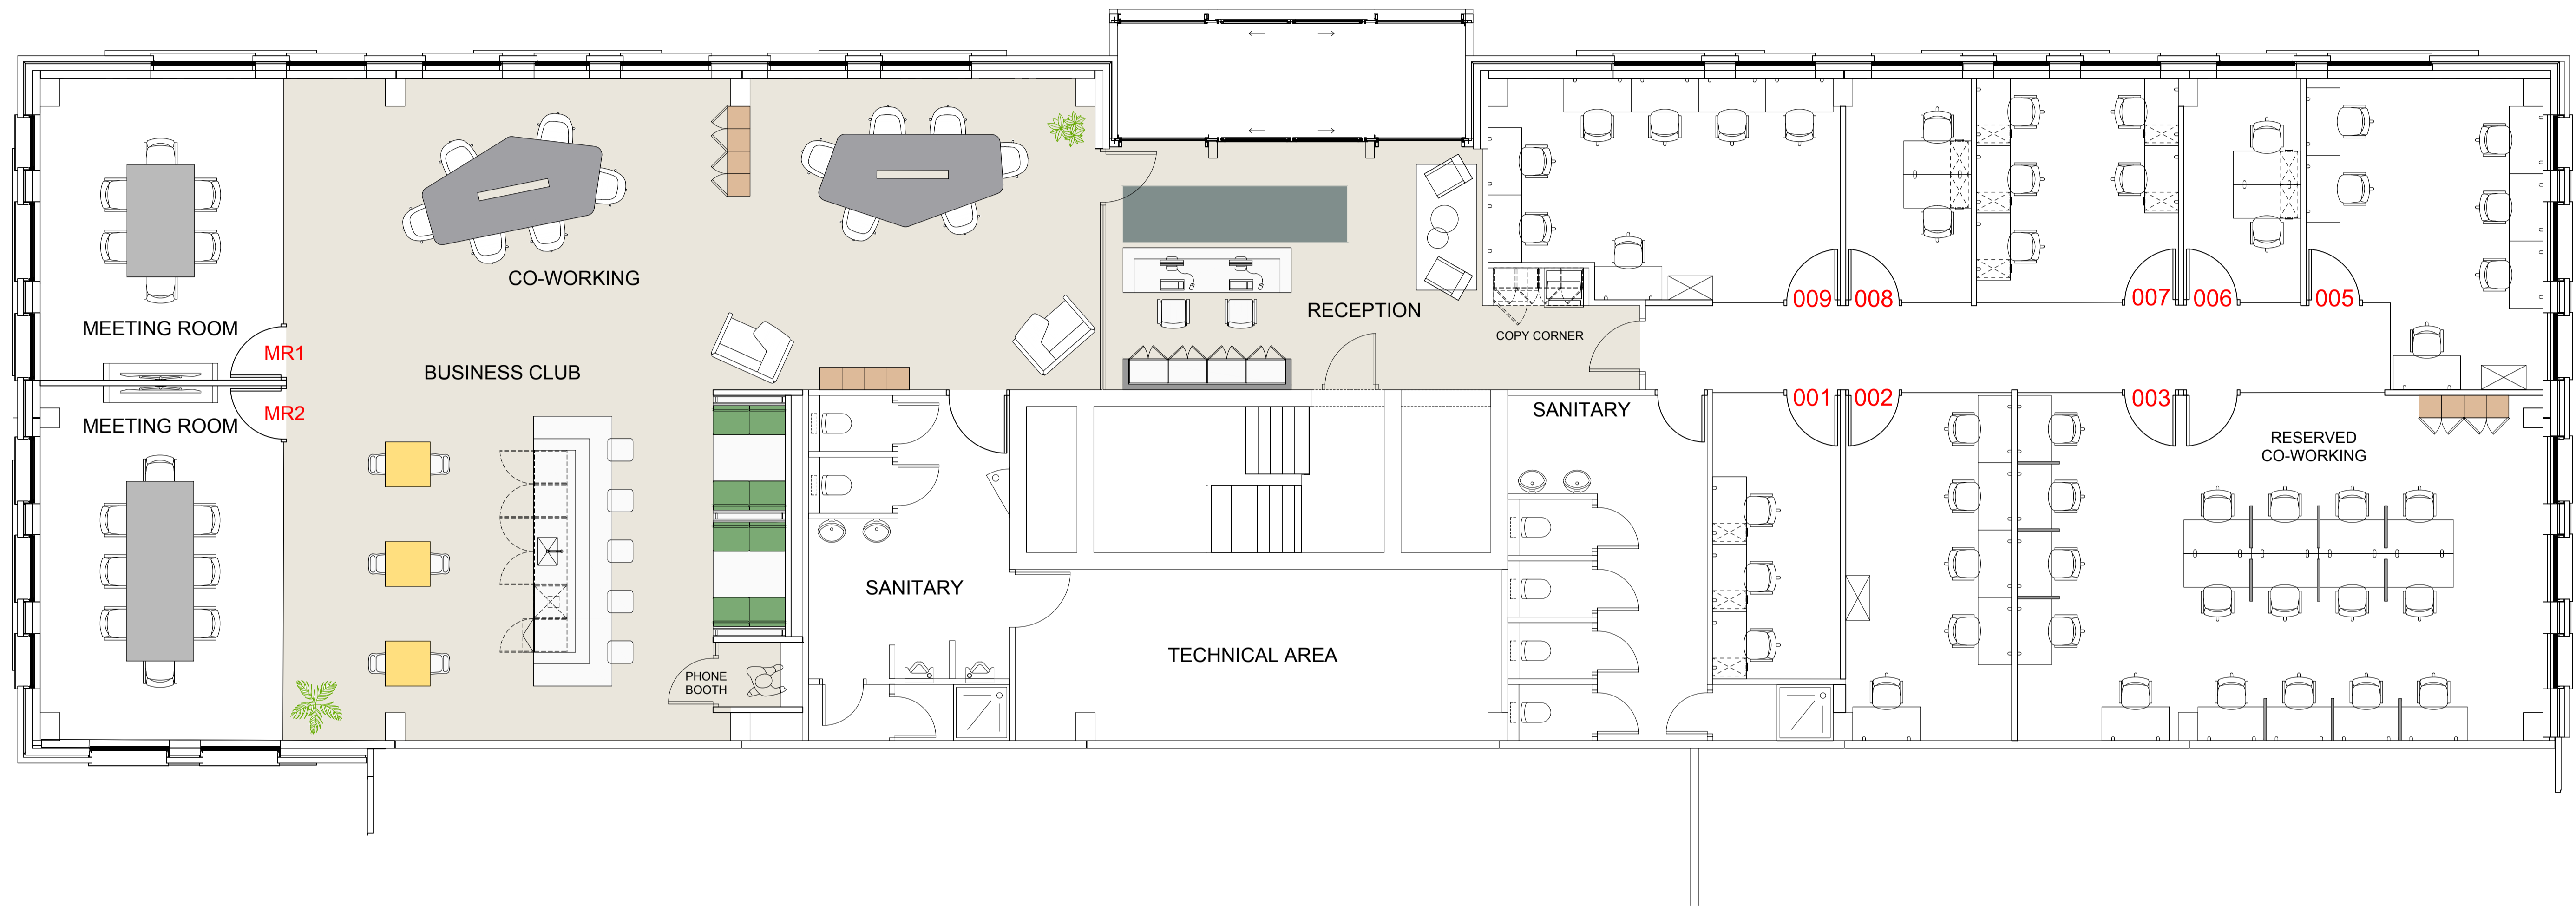 CO-WORKING
MEETING ROOM
MR1
BUSINESS CLUB
MR2
MEETING ROOM
RECEPTION
COPY CORNER
009
008
007
006
005
001
002
003
SANITARY
RESERVED
CO-WORKING
SANITARY
TECHNICAL AREA
PHONE
BOOTH